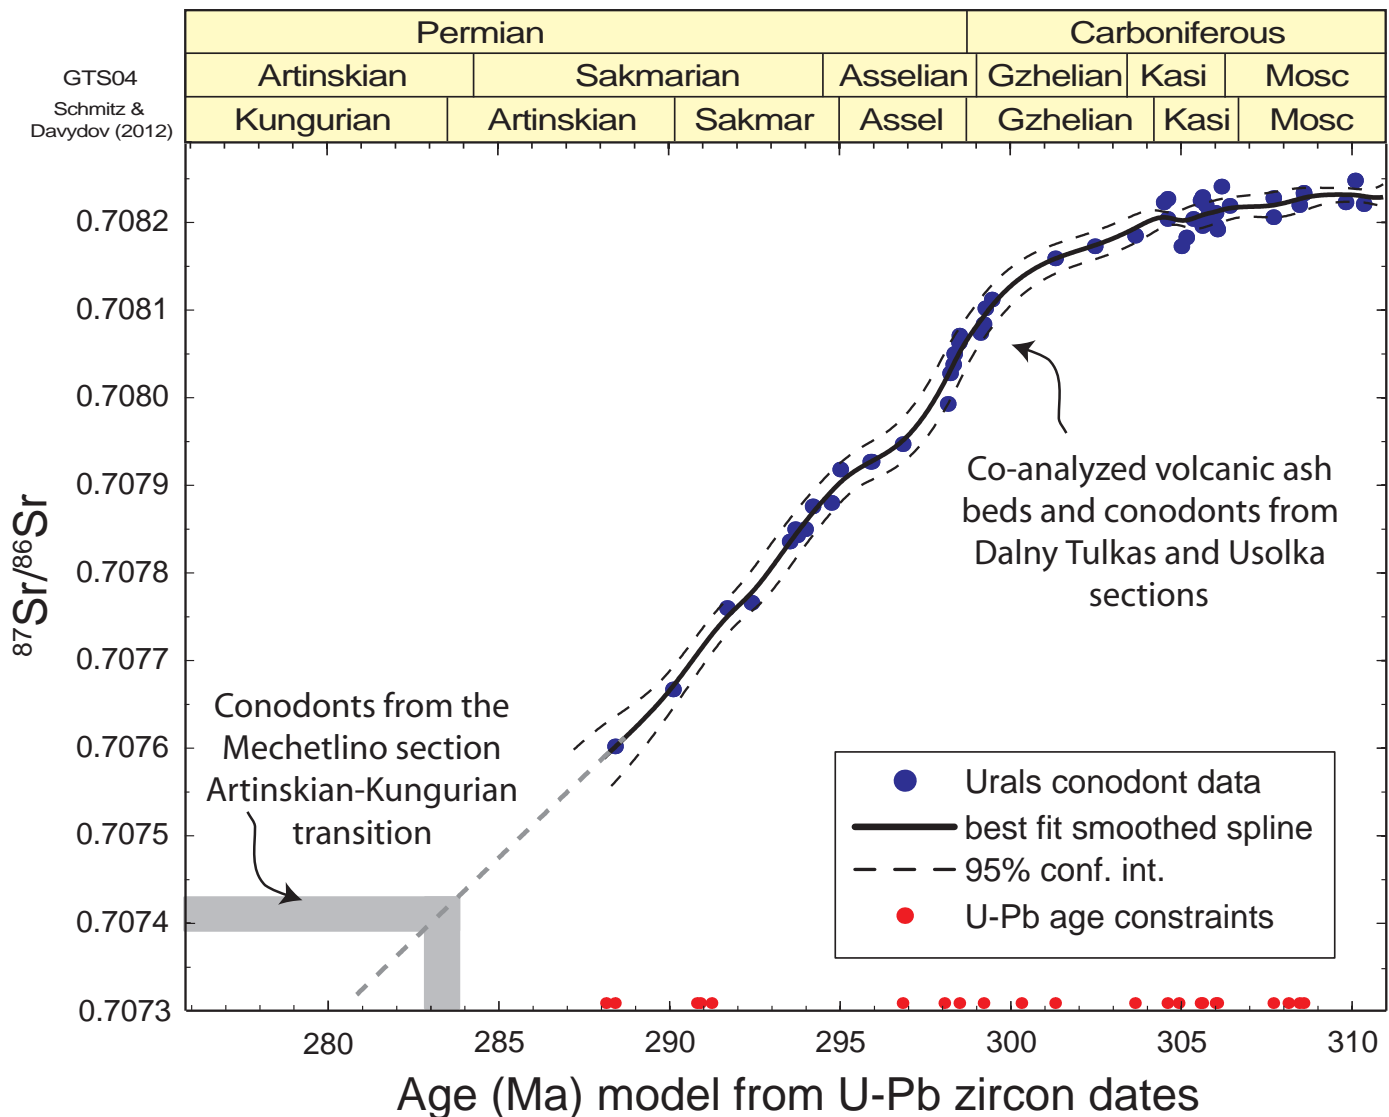 Permian Carboniferous
GTS04 Artinskian Sakmarian Asselian Gzhelian Kasi Mosc
Schmitz &
Davydov (2012)
Kungurian Artinskian Sakmar Assel Gzhelian Kasi Mosc
0.7082
0.7081
0.7080
0.7079
0.7078
0.7077
0.7076
0.7075
0.7074
0.7073
87Sr/86Sr
Co-analyzed volcanic ash
beds and conodonts from
Dalny Tulkas and Usolka
sections
Conodonts from the
Mechetlino section
Artinskian-Kungurian
transition
Urals conodont data
best fit smoothed spline
95% conf. int.
U-Pb age constraints
280 285 290 295 300 305 310
Age (Ma) model from U-Pb zircon dates